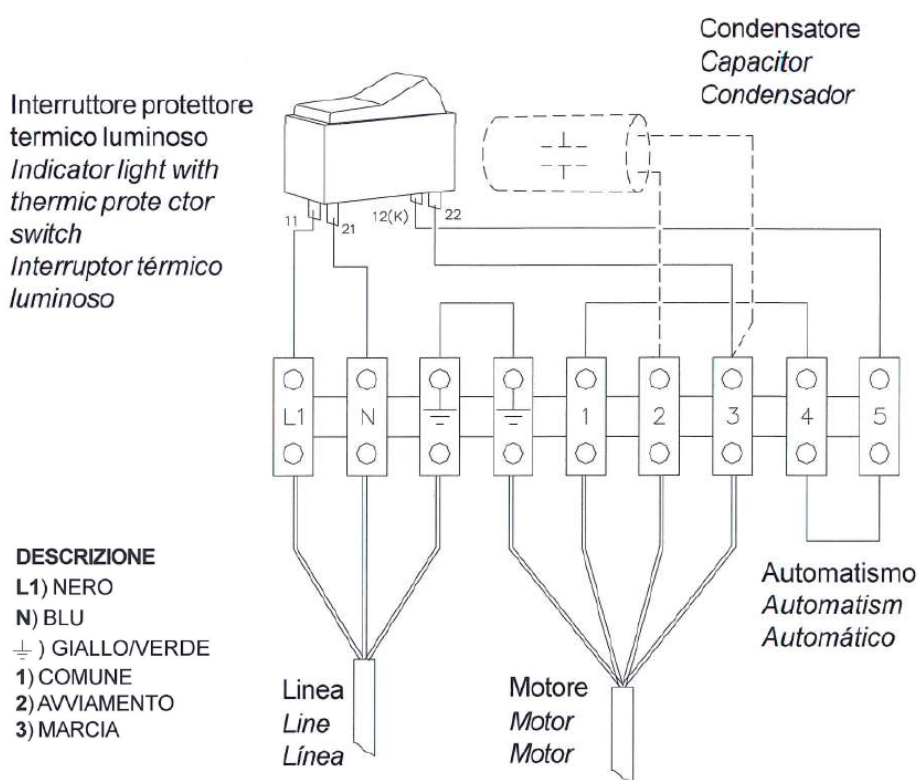 Condensatore
Capacitor
Condensador
Interruttore protettore
termico luminoso
Indicator light with
thermic prote ctor
switch
Interruptor térmico
luminoso
11
21
12(K)
22
L1
N
1
2
3
4
5
DESCRIZIONE
L1) NERO
N) BLU
⏚ ) GIALLO/VERDE
1) COMUNE
2) AVVIAMENTO
3) MARCIA
Linea
Line
Línea
Motore
Motor
Motor
Automatismo
Automatism
Automático